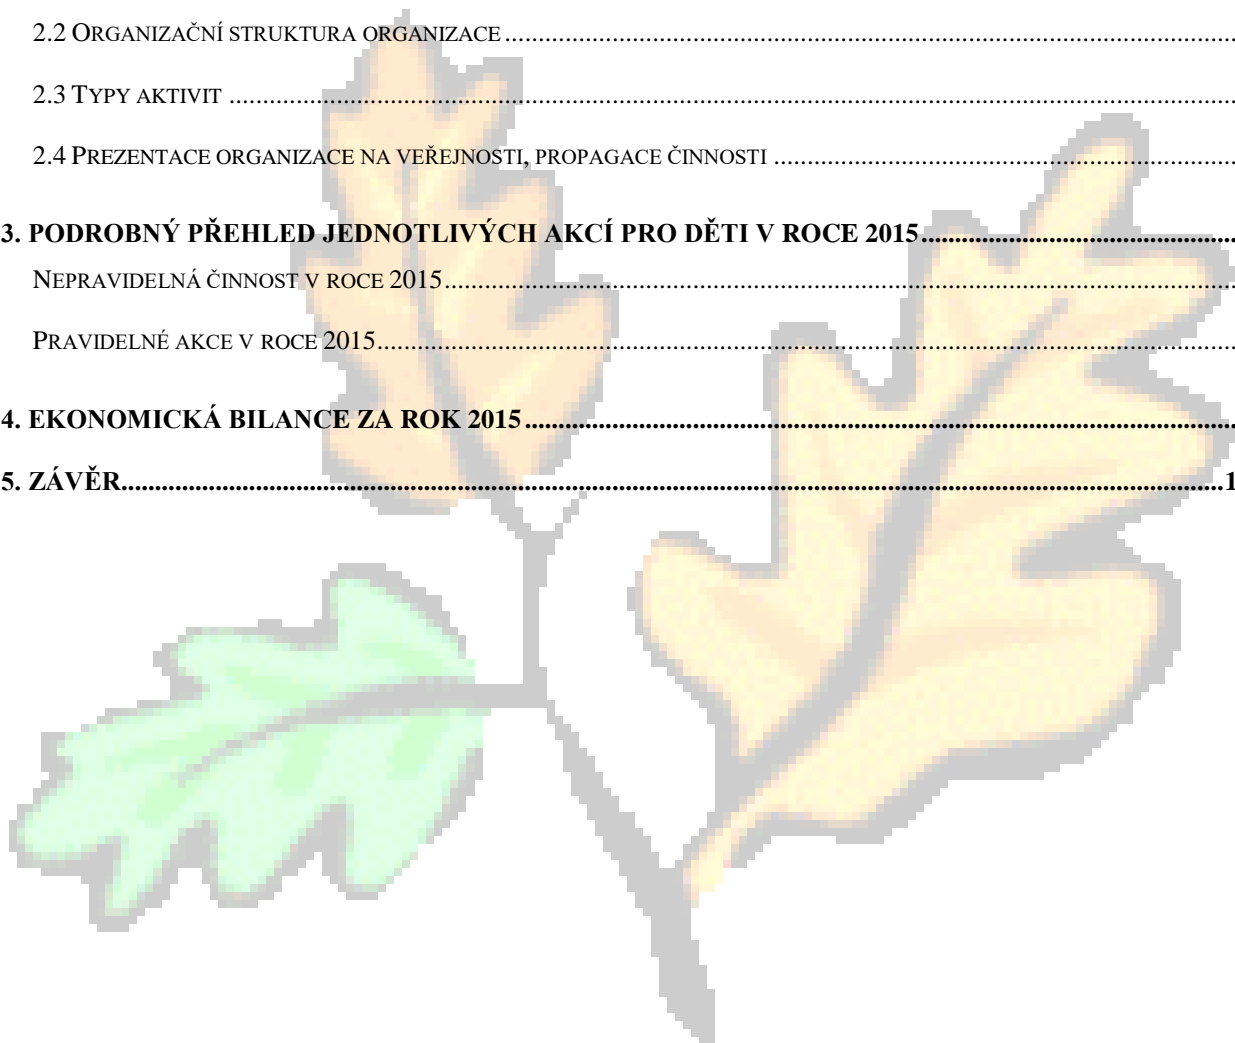 2.2 Organizační struktura organizace
2.3 Typy aktivit
2.4 Prezentace organizace na veřejnosti, propagace činnosti
3. PODROBNÝ PŘEHLED JEDNOTLIVÝCH AKCÍ PRO DĚTI V ROCE 2015
Nepravidelná činnost v roce 2015
Pravidelné akce v roce 2015
4. EKONOMICKÁ BILANCE ZA ROK 2015
5. ZÁVĚR